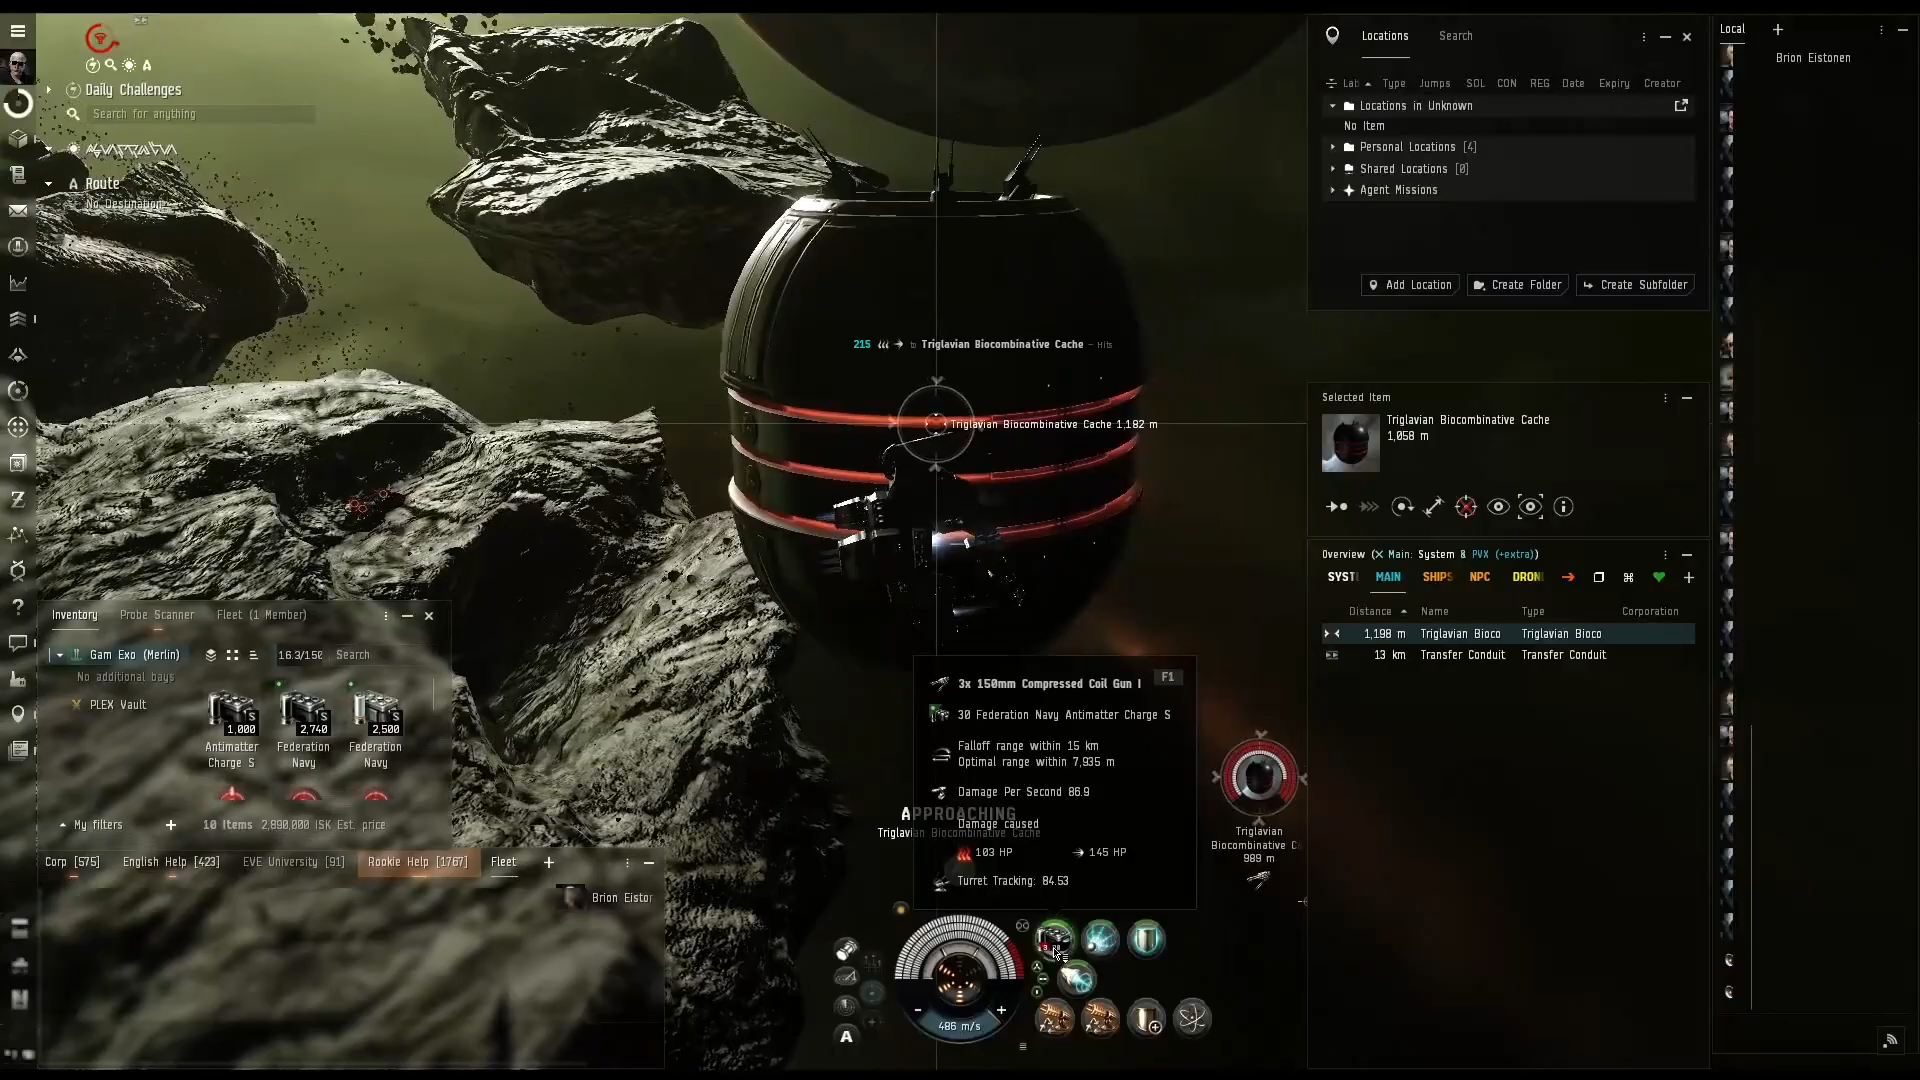 Daily Challenges
Search for anything
A Route
No Destination
215 to Triglavian Biocombinative Cache - Hits
Triglavian Biocombinative Cache 1,182 m
Locations Search
Type Jumps SOL CON REG Date Expiry Creator
Locations in Unknown
No Item
Personal Locations [4]
Shared Locations [0]
Agent Missions
Add Location Create Folder Create Subfolder
Local
Brion Eistonen
Selected Item
Triglavian Biocombinative Cache
1,058 m
Overview (× Main: System & PVX (+extra))
MAIN SHIPS NPC DRON
Distance Name Type Corporation
1,198 m Triglavian Bioco Triglavian Bioco
13 km Transfer Conduit Transfer Conduit
Inventory Probe Scanner Fleet (1 Member)
Gam Exo (Merlin) 16.3/150 Search
No additional bays
PLEX Vault
S S S
1,000 2,740 2,500
Antimatter Federation Federation
Charge S Navy Navy
My filters + 10 Items 2,890,000 ISK Est. price
Corp [575] English Help [423] EVE University [91] Rookie Help [1767] Fleet +
Brion Eistor
3x 150mm Compressed Coil Gun I F1
30 Federation Navy Antimatter Charge S
Falloff range within 15 km
Optimal range within 7,935 m
Damage Per Second 86.9
APPROACHING
Triglavian Biocombinative Cache
Damage caused
103 HP 145 HP
Turret Tracking: 84.53
Triglavian
Biocombinative C
989 m
486 m/s
A